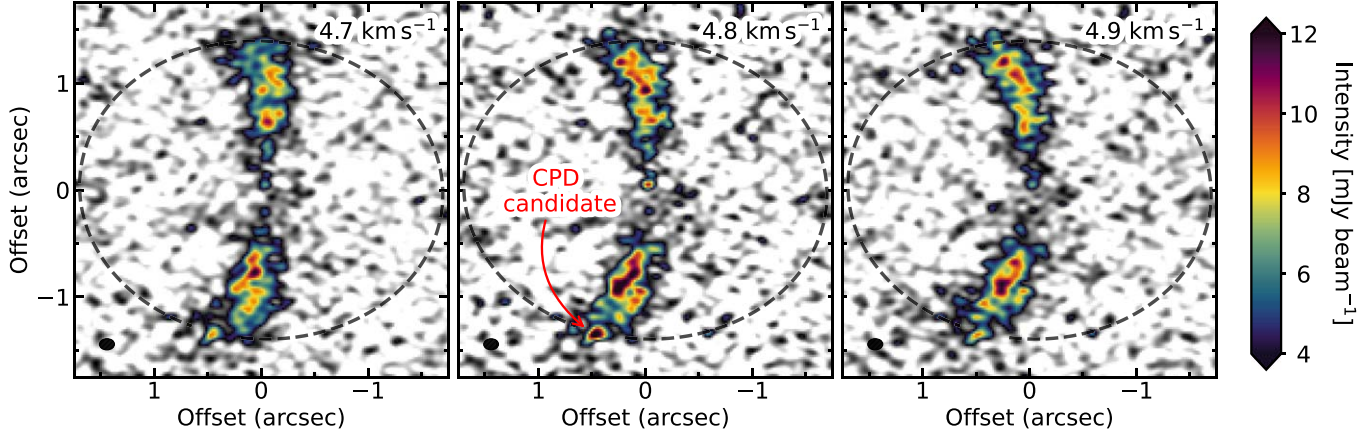 4.7 km s⁻¹
4.8 km s⁻¹
4.9 km s⁻¹
CPD
candidate
Offset (arcsec)
1
0
−1
1
0
−1
Offset (arcsec)
1
0
−1
Offset (arcsec)
1
0
−1
Offset (arcsec)
12
10
8
6
4
Intensity [mJy beam⁻¹]